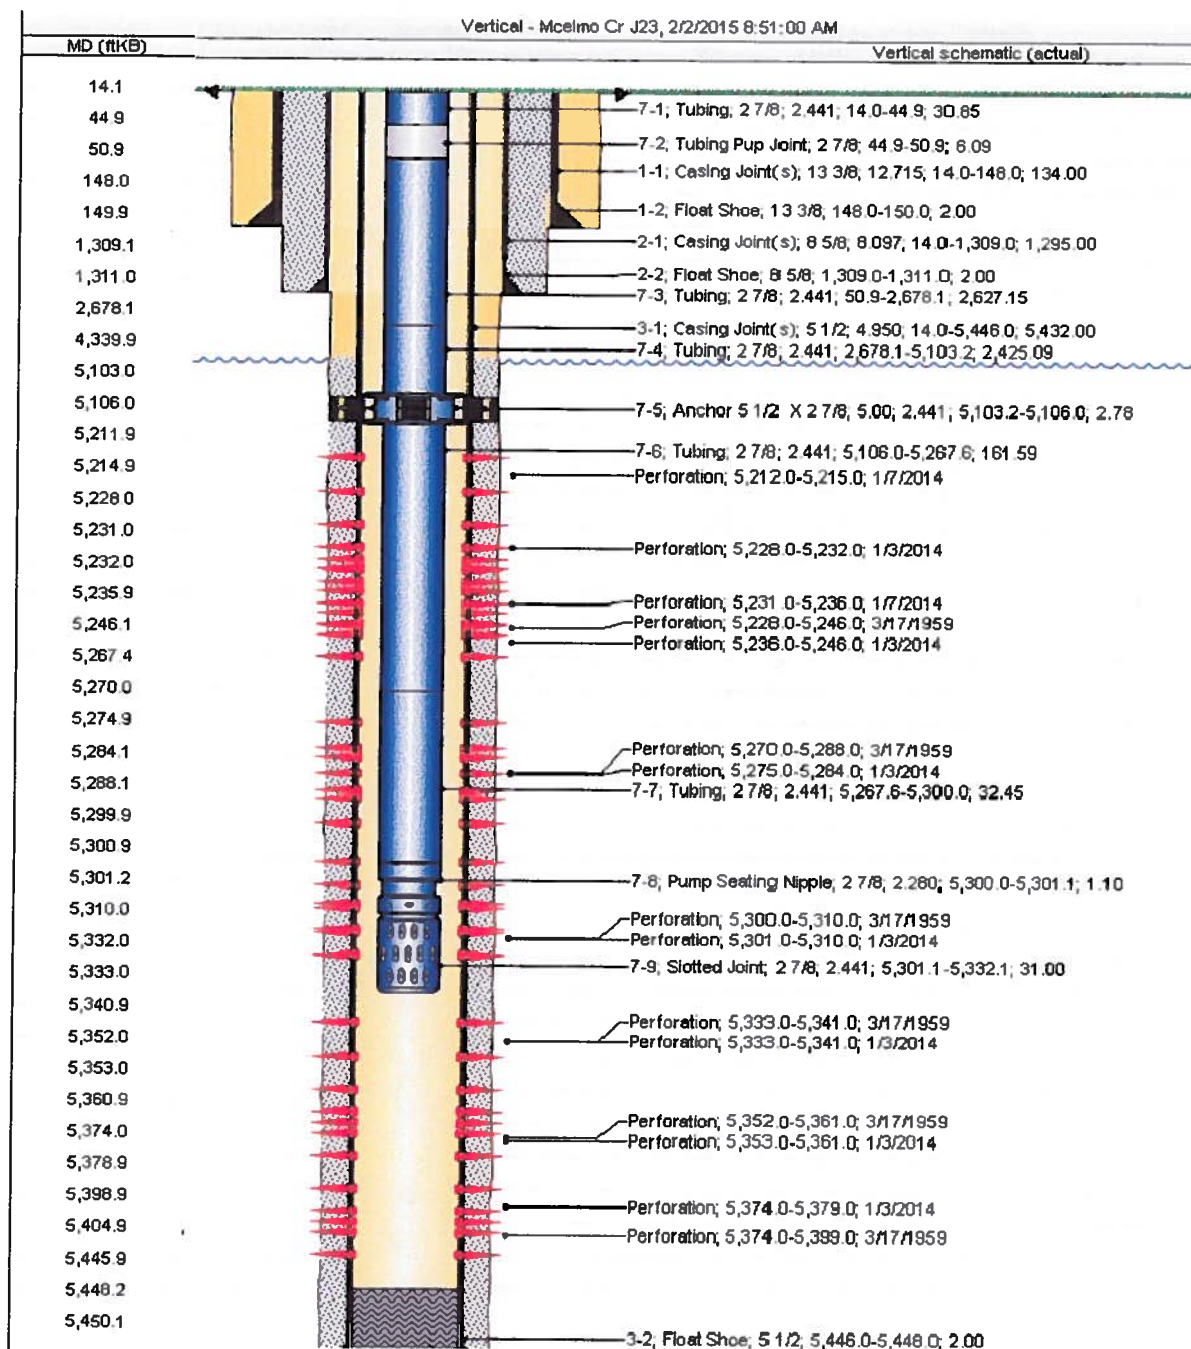 Vertical - Mcelmo Cr J23, 2/2/2015 8:51:00 AM
MD (ftKB)
Vertical schematic (actual)
14.1
44.9
50.9
148.0
149.9
1,309.1
1,311.0
2,678.1
4,339.9
5,103.0
5,106.0
5,211.9
5,214.9
5,228.0
5,231.0
5,232.0
5,235.9
5,246.1
5,267.4
5,270.0
5,274.9
5,284.1
5,288.1
5,299.9
5,300.9
5,301.2
5,310.0
5,332.0
5,333.0
5,340.9
5,352.0
5,353.0
5,360.9
5,374.0
5,378.9
5,398.9
5,404.9
5,445.9
5,448.2
5,450.1
7-1; Tubing; 2 7/8; 2.441; 14.0-44.9; 30.85
7-2; Tubing Pup Joint; 2 7/8; 44.9-50.9; 6.09
1-1; Casing Joint(s); 13 3/8; 12.715; 14.0-148.0; 134.00
1-2; Float Shoe; 13 3/8; 148.0-150.0; 2.00
2-1; Casing Joint(s); 8 5/8; 8.097; 14.0-1,309.0; 1,295.00
2-2; Float Shoe; 8 5/8; 1,309.0-1,311.0; 2.00
7-3; Tubing; 2 7/8; 2.441; 50.9-2,678.1; 2,627.15
3-1; Casing Joint(s); 5 1/2; 4.950; 14.0-5,446.0; 5,432.00
7-4; Tubing; 2 7/8; 2.441; 2,678.1-5,103.2; 2,425.09
7-5; Anchor 5 1/2 X 2 7/8; 5.00; 2.441; 5,103.2-5,106.0; 2.78
7-6; Tubing; 2 7/8; 2.441; 5,106.0-5,267.6; 161.59
Perforation; 5,212.0-5,215.0; 1/7/2014
Perforation; 5,228.0-5,232.0; 1/3/2014
Perforation; 5,231.0-5,236.0; 1/7/2014
Perforation; 5,228.0-5,246.0; 3/17/1959
Perforation; 5,236.0-5,246.0; 1/3/2014
Perforation; 5,270.0-5,288.0; 3/17/1959
Perforation; 5,275.0-5,284.0; 1/3/2014
7-7; Tubing; 2 7/8; 2.441; 5,267.6-5,300.0; 32.45
7-8; Pump Seating Nipple; 2 7/8; 2.280; 5,300.0-5,301.1; 1.10
Perforation; 5,300.0-5,310.0; 3/17/1959
Perforation; 5,301.0-5,310.0; 1/3/2014
7-9; Slotted Joint; 2 7/8; 2.441; 5,301.1-5,332.1; 31.00
Perforation; 5,333.0-5,341.0; 3/17/1959
Perforation; 5,333.0-5,341.0; 1/3/2014
Perforation; 5,352.0-5,361.0; 3/17/1959
Perforation; 5,353.0-5,361.0; 1/3/2014
Perforation; 5,374.0-5,379.0; 1/3/2014
Perforation; 5,374.0-5,399.0; 3/17/1959
3-2; Float Shoe; 5 1/2; 5,446.0-5,448.0; 2.00